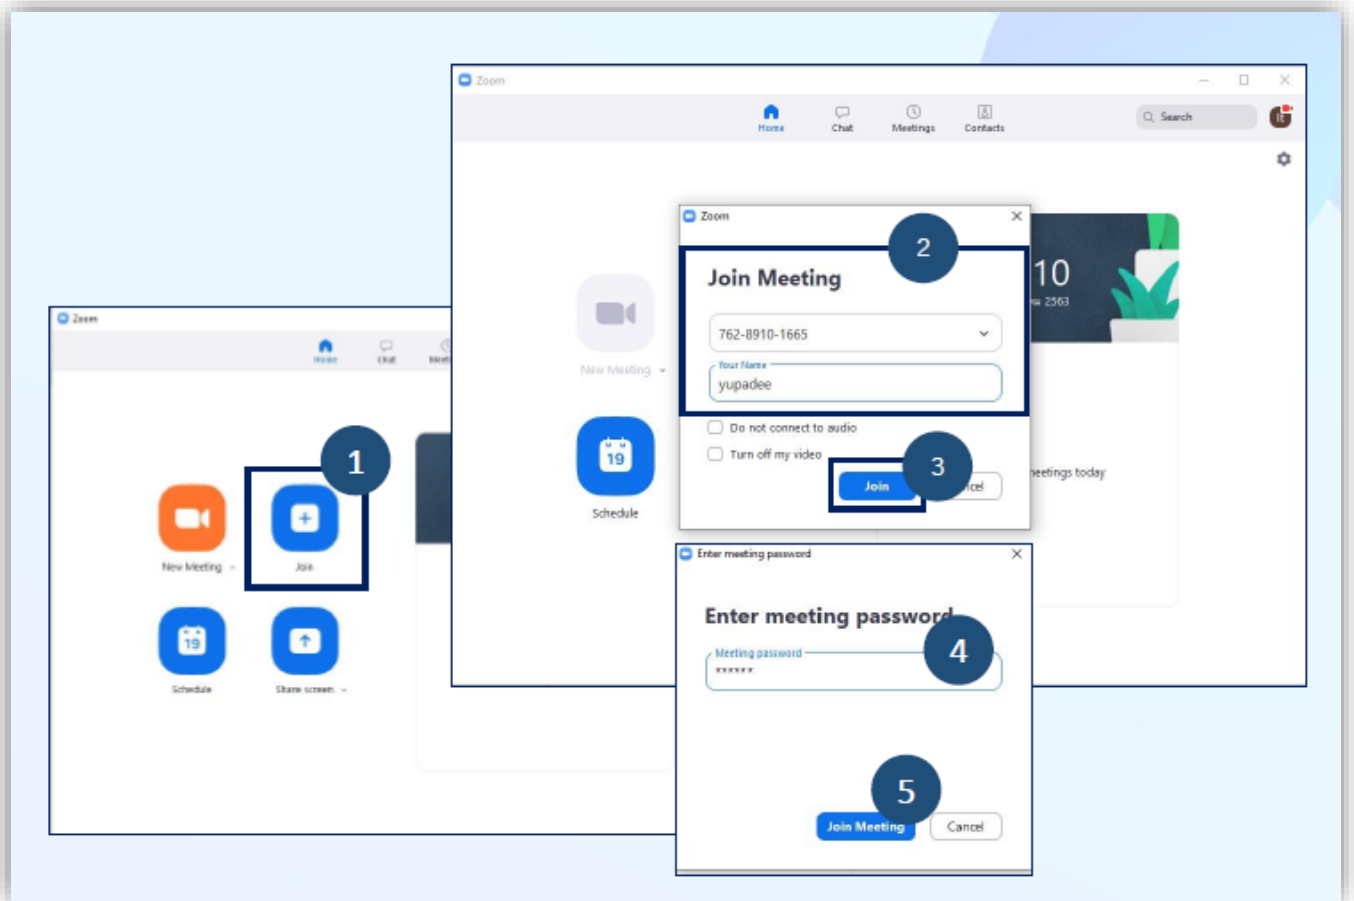 Zoom
Home
Chat
Meetings
Contacts
Search
Zoom
2
Join Meeting
10
2563
762-8910-1665
Your Name
yupadee
New Meeting
Do not connect to audio
Turn off my video
3
Join
19
Schedule
Zoom
Home
Chat
1
New Meeting
Join
19
Schedule
Share screen
Enter meeting password
Enter meeting password
4
Meeting password
******
5
Join Meeting
Cancel
today